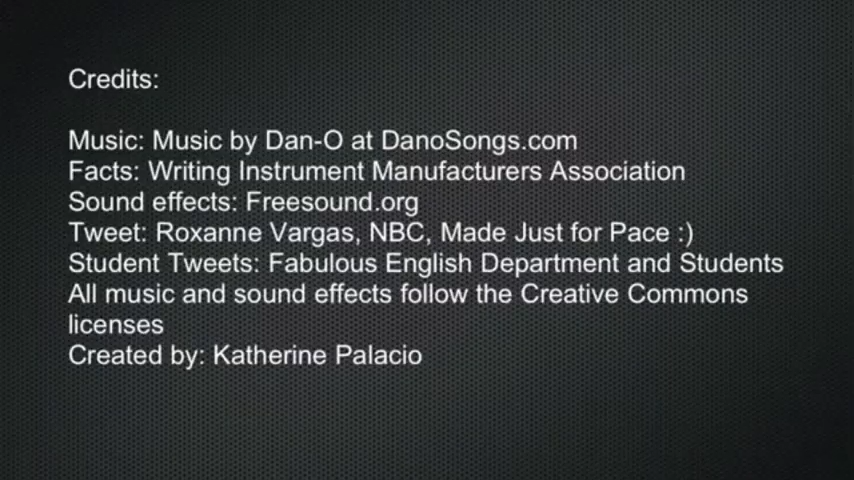 Credits:
Music: Music by Dan-O at DanoSongs.com
Facts: Writing Instrument Manufacturers Association
Sound effects: Freesound.org
Tweet: Roxanne Vargas, NBC, Made Just for Pace :)
Student Tweets: Fabulous English Department and Students
All music and sound effects follow the Creative Commons
licenses
Created by: Katherine Palacio